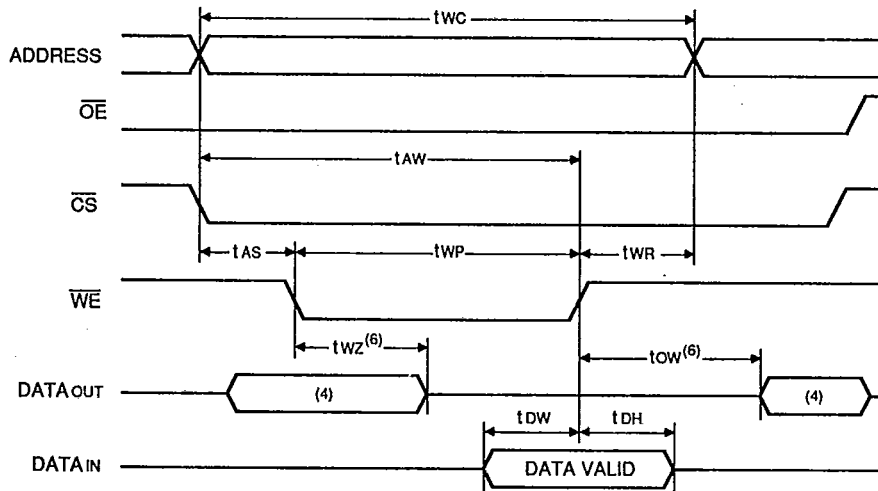 tWC
ADDRESS
OE
tAW
CS
tAS
tWP
tWR
WE
tWZ(6)
tOW(6)
DATAOUT
(4)
(4)
tDW
tDH
DATAIN
DATA VALID